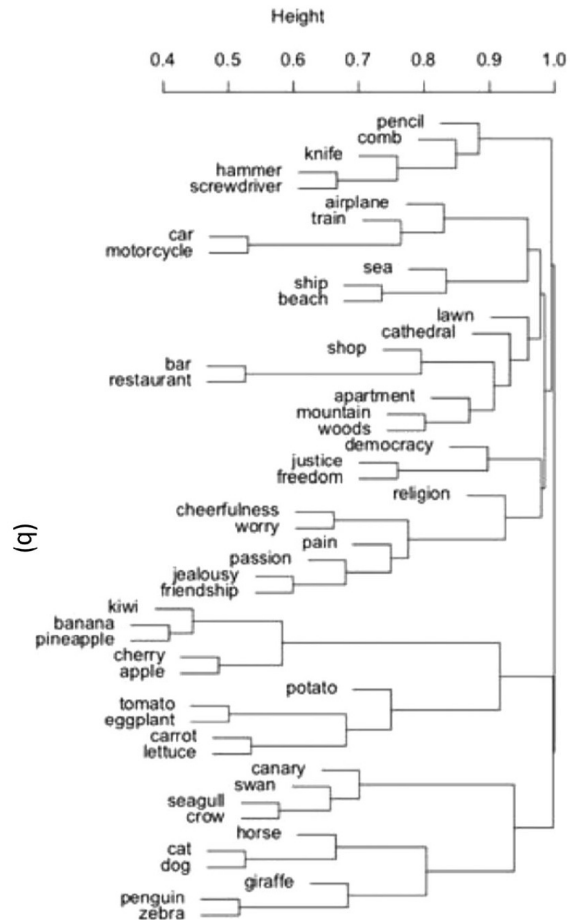 Height
0.4 0.5 0.6 0.7 0.8 0.9 1.0
pencil
comb
knife
hammer
screwdriver
airplane
train
car
motorcycle
sea
ship
beach
lawn
cathedral
shop
bar
restaurant
apartment
mountain
woods
democracy
justice
freedom
religion
cheerfulness
worry
pain
passion
jealousy
friendship
kiwi
banana
pineapple
cherry
apple
potato
tomato
eggplant
carrot
lettuce
canary
swan
seagull
crow
horse
cat
dog
giraffe
penguin
zebra
(b)